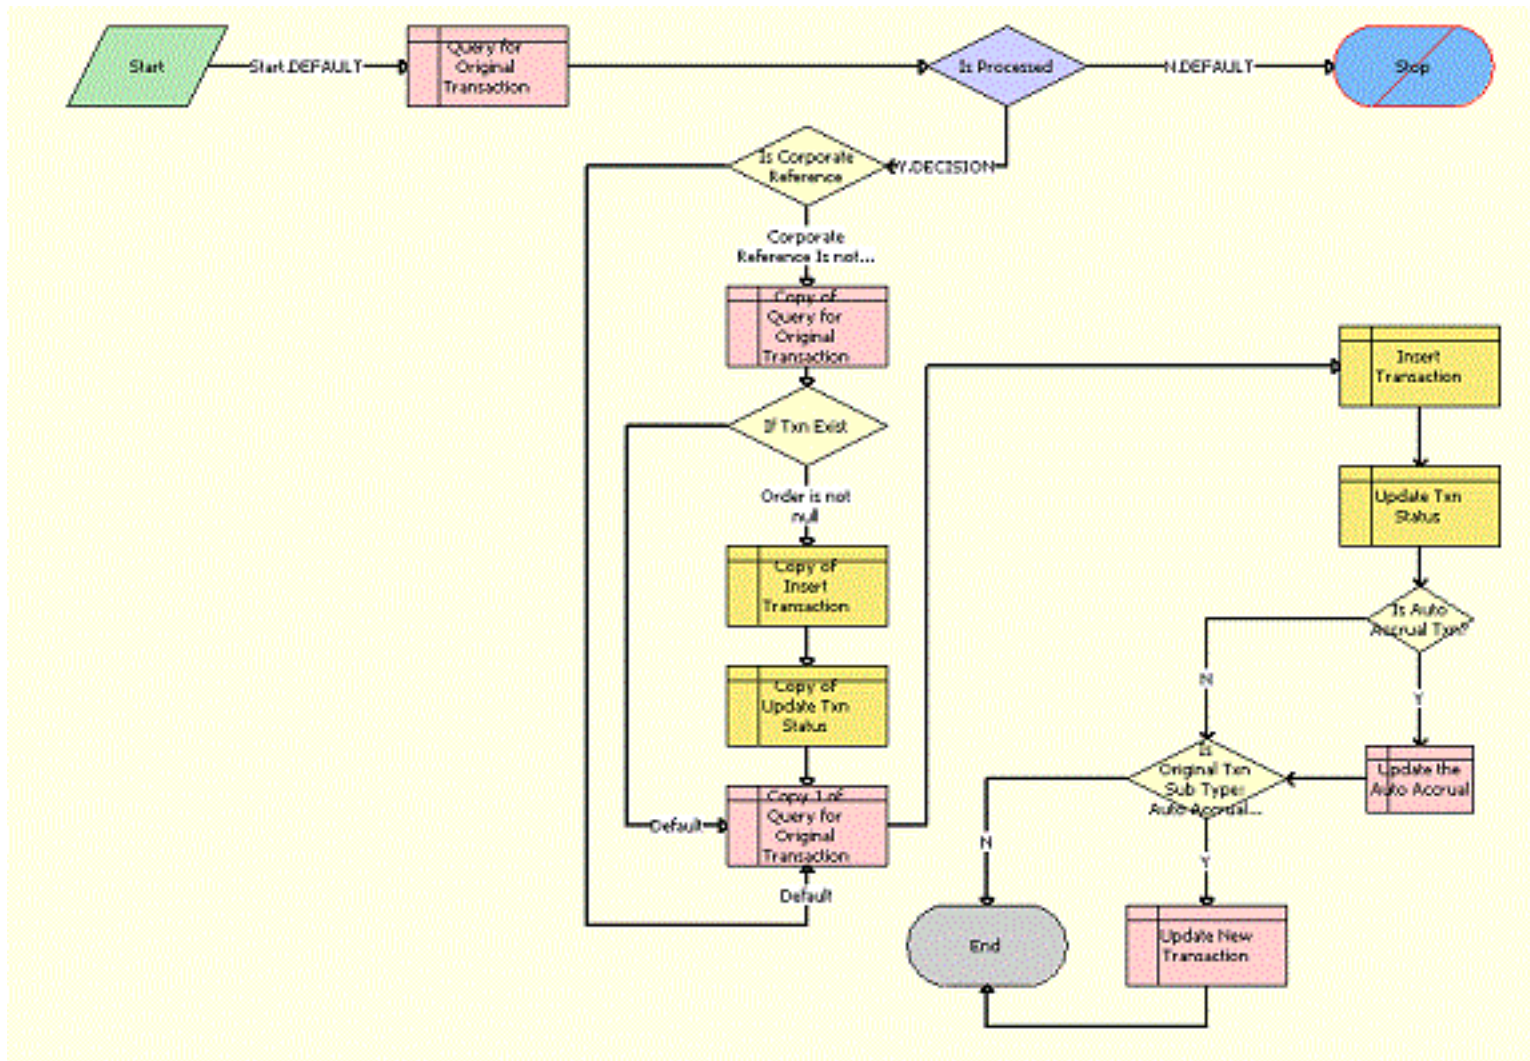 Start
Start.DEFAULT
Query for
Original
Transaction
Is Processed
N.DEFAULT
Stop
Is Corporate
Reference
Y.DECISION
Corporate
Reference Is not...
Copy of
Query for
Original
Transaction
If Txn Exist
Order is not
null
Copy of
Insert
Transaction
Copy of
Update Txn
Status
Default
Copy 1 of
Query for
Original
Transaction
Default
Insert
Transaction
Update Txn
Status
Is Auto
Accrual Txn?
N
Y
Is
Original Txn
Sub Type:
Auto Accrual...
Update the
Auto Accrual
N
Y
End
Update New
Transaction